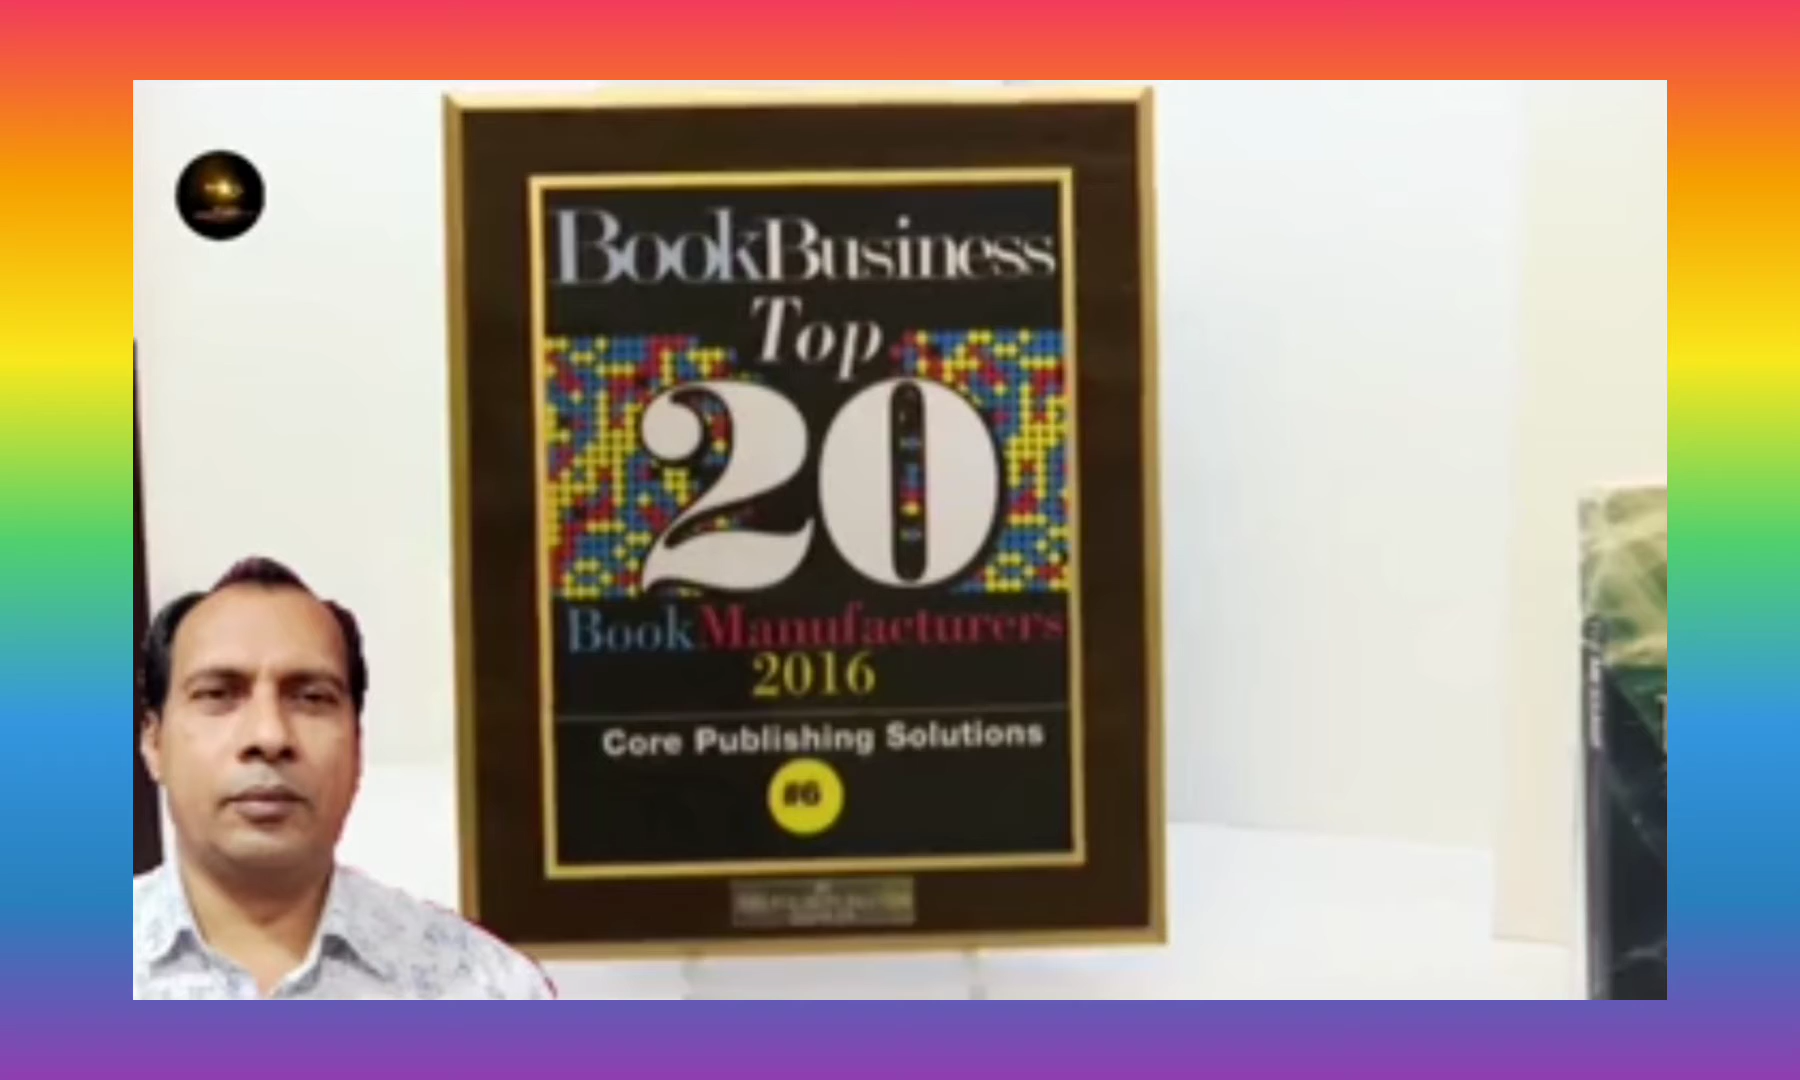 BookBusiness
Top
20
BookManufacturers
2016
Core Publishing Solutions
#6